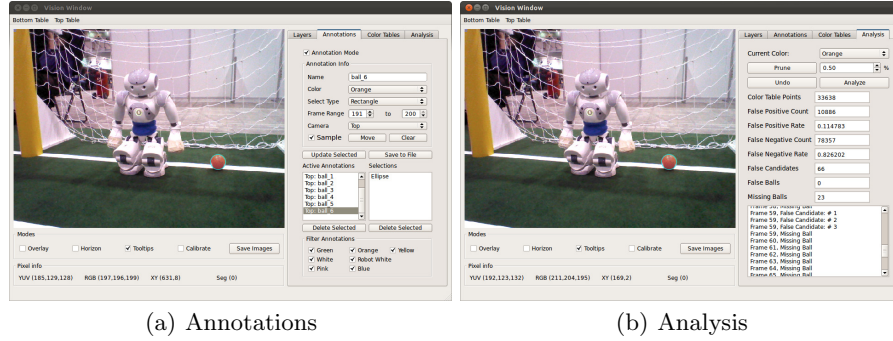 Vision Window
Bottom Table Top Table
Layers Annotations Color Tables Analysis
Annotation Mode
Annotation Info
Name ball_6
Color Orange
Select Type Rectangle
Frame Range 191 to 200
Camera Top
Sample Move Clear
Update Selected Save to File
Active Annotations Selections
Top: ball_1 Ellipse
Top: ball_2
Top: ball_3
Top: ball_4
Top: ball_5
Top: ball_6
Delete Selected Delete Selected
Filter Annotations
Green Orange Yellow
White Robot White
Pink Blue
Modes
Overlay Horizon Tooltips Calibrate Save Images
Pixel info
YUV (185,129,128) RGB (197,196,199) XY (631,8) Seg (0)
(a) Annotations
Vision Window
Bottom Table Top Table
Layers Annotations Color Tables Analysis
Current Color: Orange
Prune 0.50 %
Undo Analyze
Color Table Points 33638
False Positive Count 10886
False Positive Rate 0.114783
False Negative Count 78357
False Negative Rate 0.826202
False Candidates 66
False Balls 0
Missing Balls 23
Frame 58, Missing Ball
Frame 59, False Candidate: # 1
Frame 59, False Candidate: # 2
Frame 59, False Candidate: # 3
Frame 59, Missing Ball
Frame 60, Missing Ball
Frame 61, Missing Ball
Frame 62, Missing Ball
Frame 63, Missing Ball
Frame 64, Missing Ball
Frame 65, Missing Ball
Modes
Overlay Horizon Tooltips Calibrate Save Images
Pixel info
YUV (192,123,132) RGB (211,204,195) XY (169,2) Seg (0)
(b) Analysis